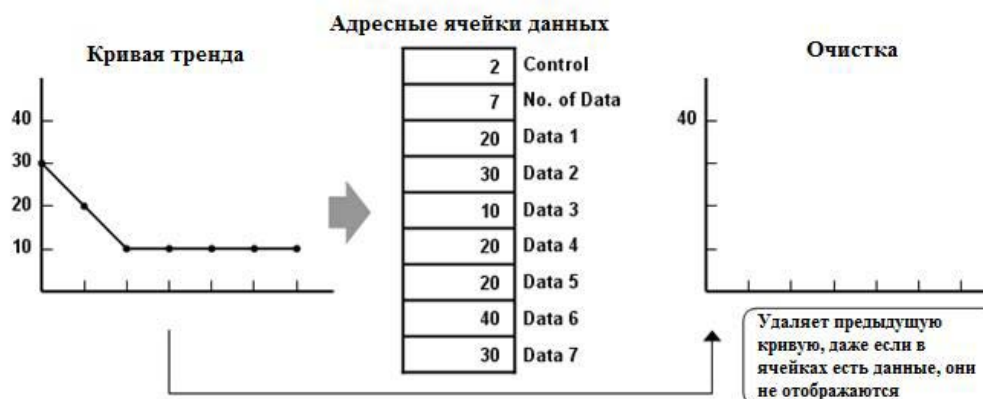 Адресные ячейки данных
Кривая тренда
Очистка
40
30
20
10
2 Control
7 No. of Data
20 Data 1
30 Data 2
10 Data 3
20 Data 4
20 Data 5
40 Data 6
30 Data 7
40
Удаляет предыдущую
кривую, даже если в
ячейках есть данные, они
не отображаются